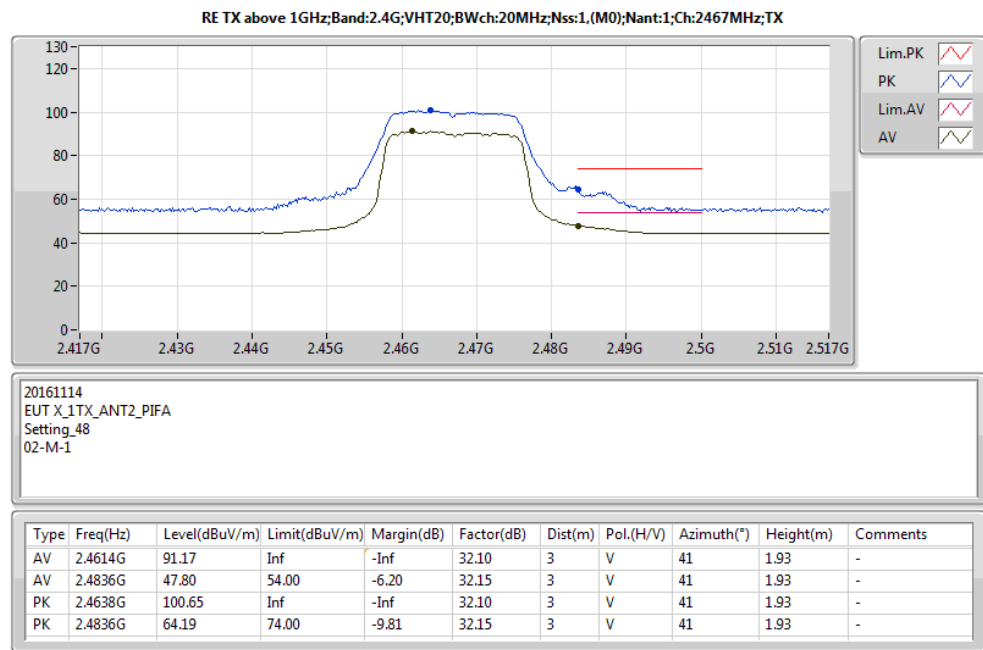 RE TX above 1GHz;Band:2.4G;VHT20;BWch:20MHz;Nss:1,(M0);Nant:1;Ch:2467MHz;TX
130
120
100
80
60
40
20
0
2.417G 2.43G 2.44G 2.45G 2.46G 2.47G 2.48G 2.49G 2.5G 2.51G 2.517G
Lim.PK
PK
Lim.AV
AV
20161114
EUT X_1TX_ANT2_PIFA
Setting_48
02-M-1
Type Freq(Hz) Level(dBuV/m) Limit(dBuV/m) Margin(dB) Factor(dB) Dist(m) Pol.(H/V) Azimuth(°) Height(m) Comments
AV 2.4614G 91.17 Inf -Inf 32.10 3 V 41 1.93 -
AV 2.4836G 47.80 54.00 -6.20 32.15 3 V 41 1.93 -
PK 2.4638G 100.65 Inf -Inf 32.10 3 V 41 1.93 -
PK 2.4836G 64.19 74.00 -9.81 32.15 3 V 41 1.93 -